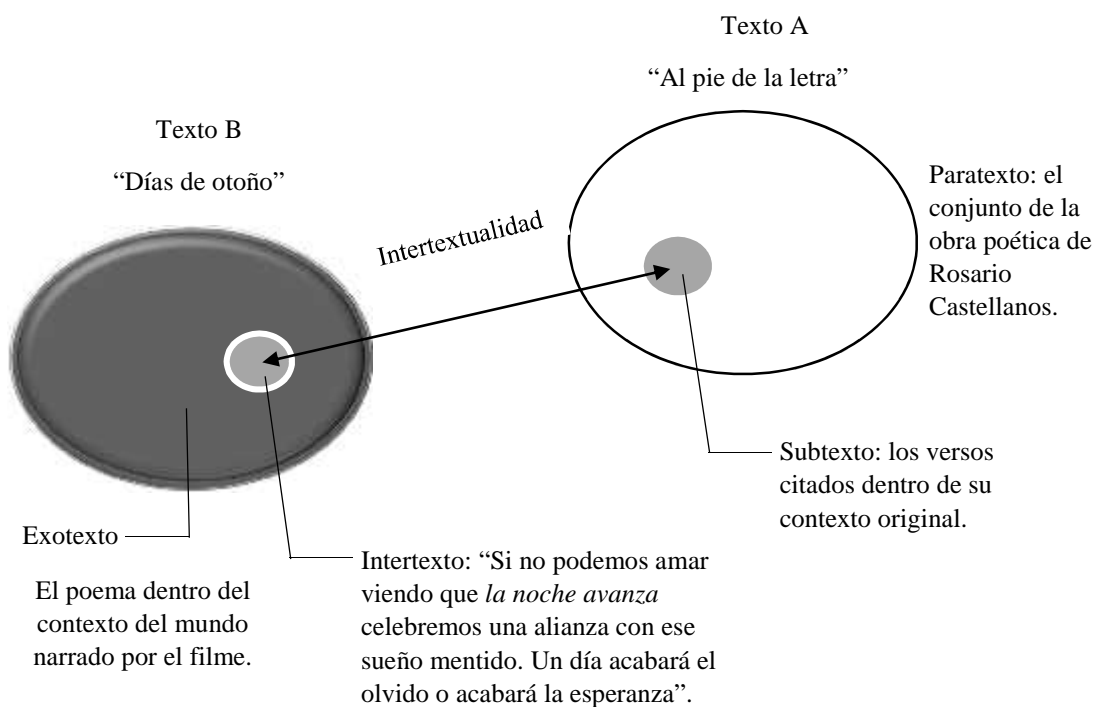 Texto A
“Al pie de la letra”
Texto B
“Días de otoño”
Intertextualidad
Paratexto: el
conjunto de la
obra poética de
Rosario
Castellanos.
Subtexto: los versos
citados dentro de su
contexto original.
Exotexto
El poema dentro del
contexto del mundo
narrado por el filme.
Intertexto: “Si no podemos amar
viendo que la noche avanza
celebremos una alianza con ese
sueño mentido. Un día acabará el
olvido o acabará la esperanza”.